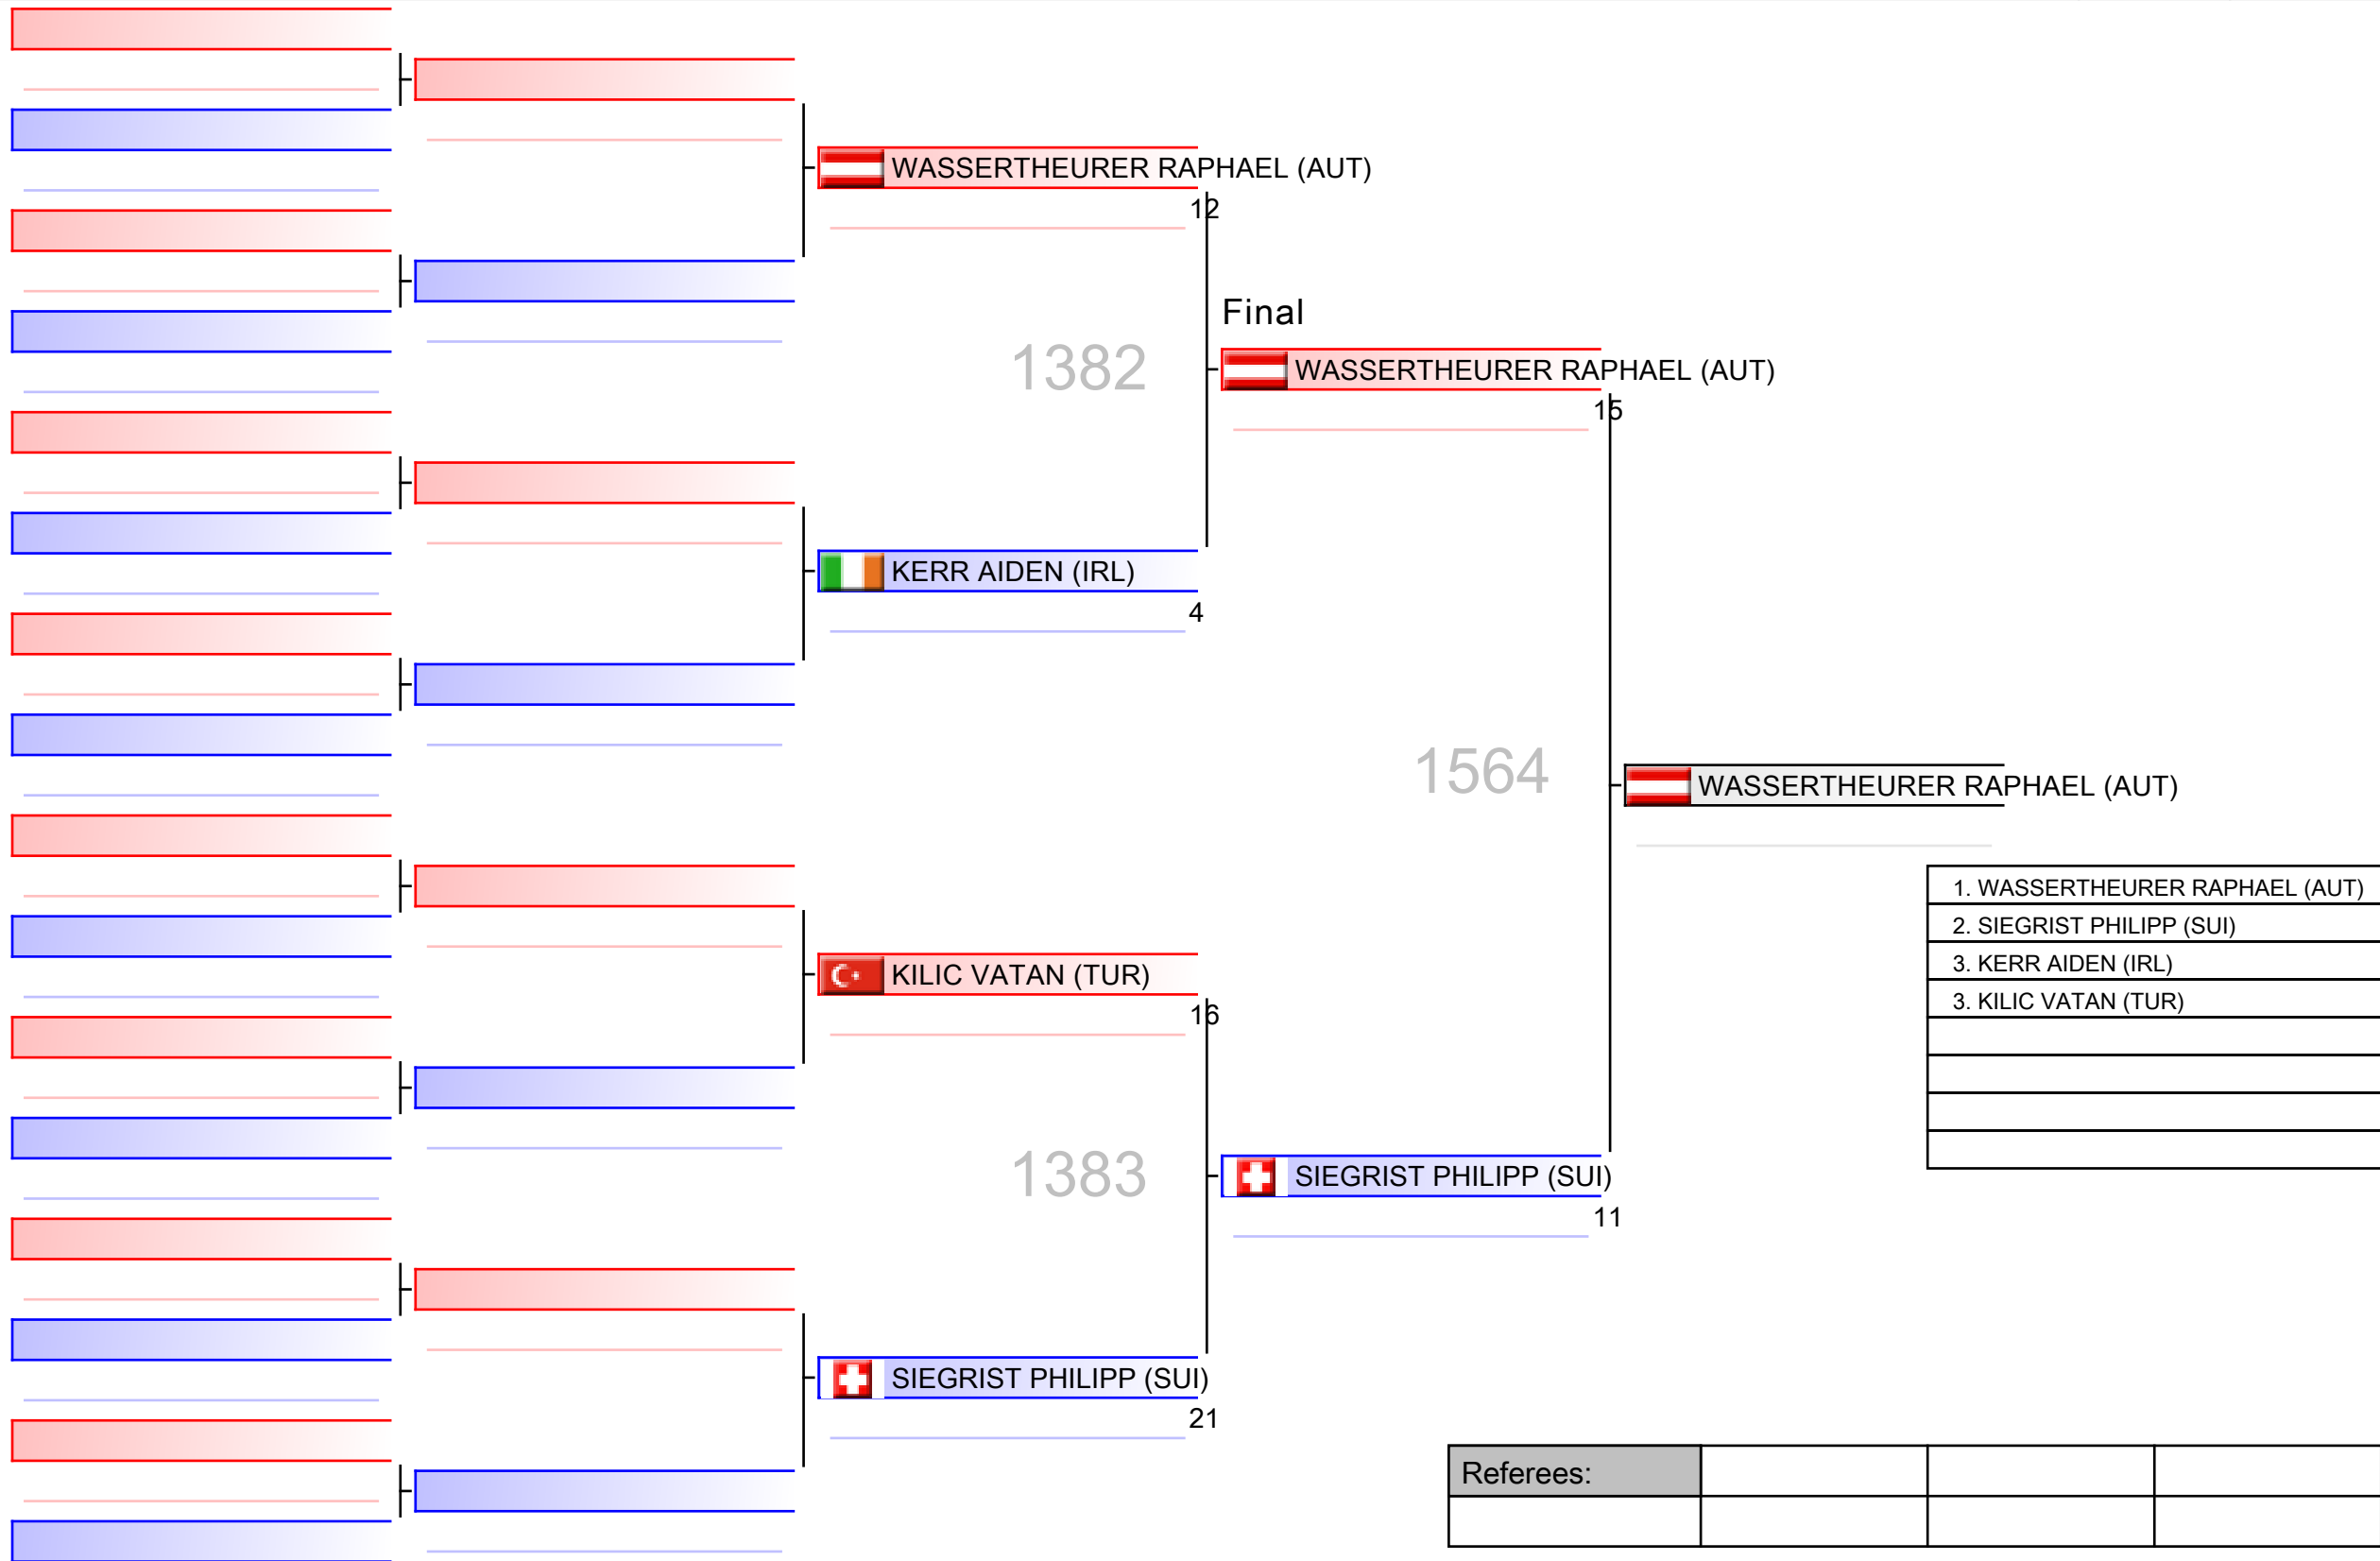 WASSERTHEURER RAPHAEL (AUT)
12
Final
1382
WASSERTHEURER RAPHAEL (AUT)
15
KERR AIDEN (IRL)
4
1564
WASSERTHEURER RAPHAEL (AUT)
1. WASSERTHEURER RAPHAEL (AUT)
2. SIEGRIST PHILIPP (SUI)
3. KERR AIDEN (IRL)
3. KILIC VATAN (TUR)
KILIC VATAN (TUR)
16
1383
SIEGRIST PHILIPP (SUI)
11
SIEGRIST PHILIPP (SUI)
21
Referees: